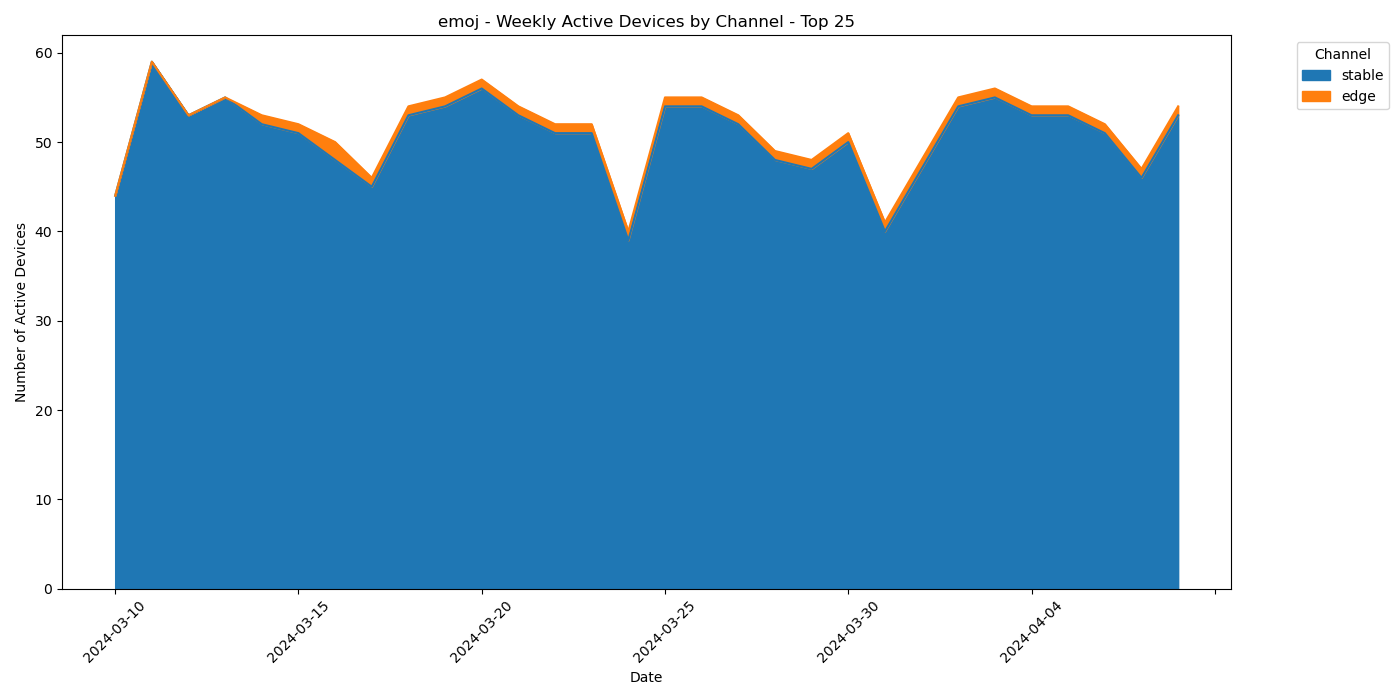 emoj - Weekly Active Devices by Channel - Top 25
Channel
stable
edge
Number of Active Devices
60
50
40
30
20
10
0
2024-03-10
2024-03-15
2024-03-20
2024-03-25
2024-03-30
2024-04-04
Date